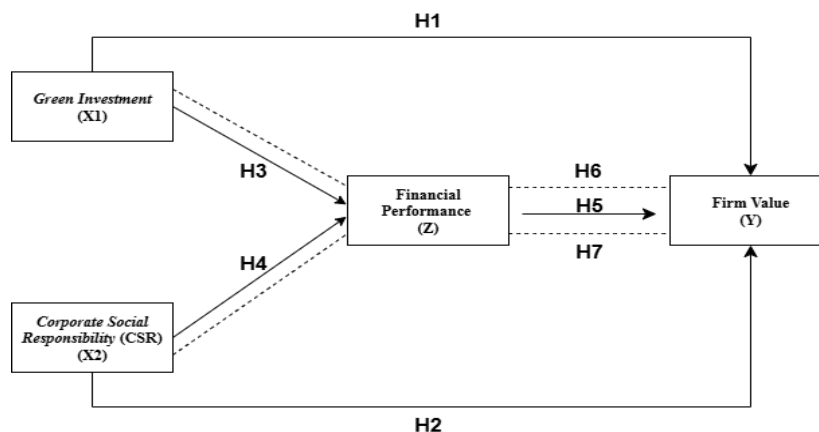 H1
Green Investment
(X1)
H3
Financial
Performance
(Z)
H6
H5
H7
Firm Value
(Y)
H4
Corporate Social
Responsibility (CSR)
(X2)
H2